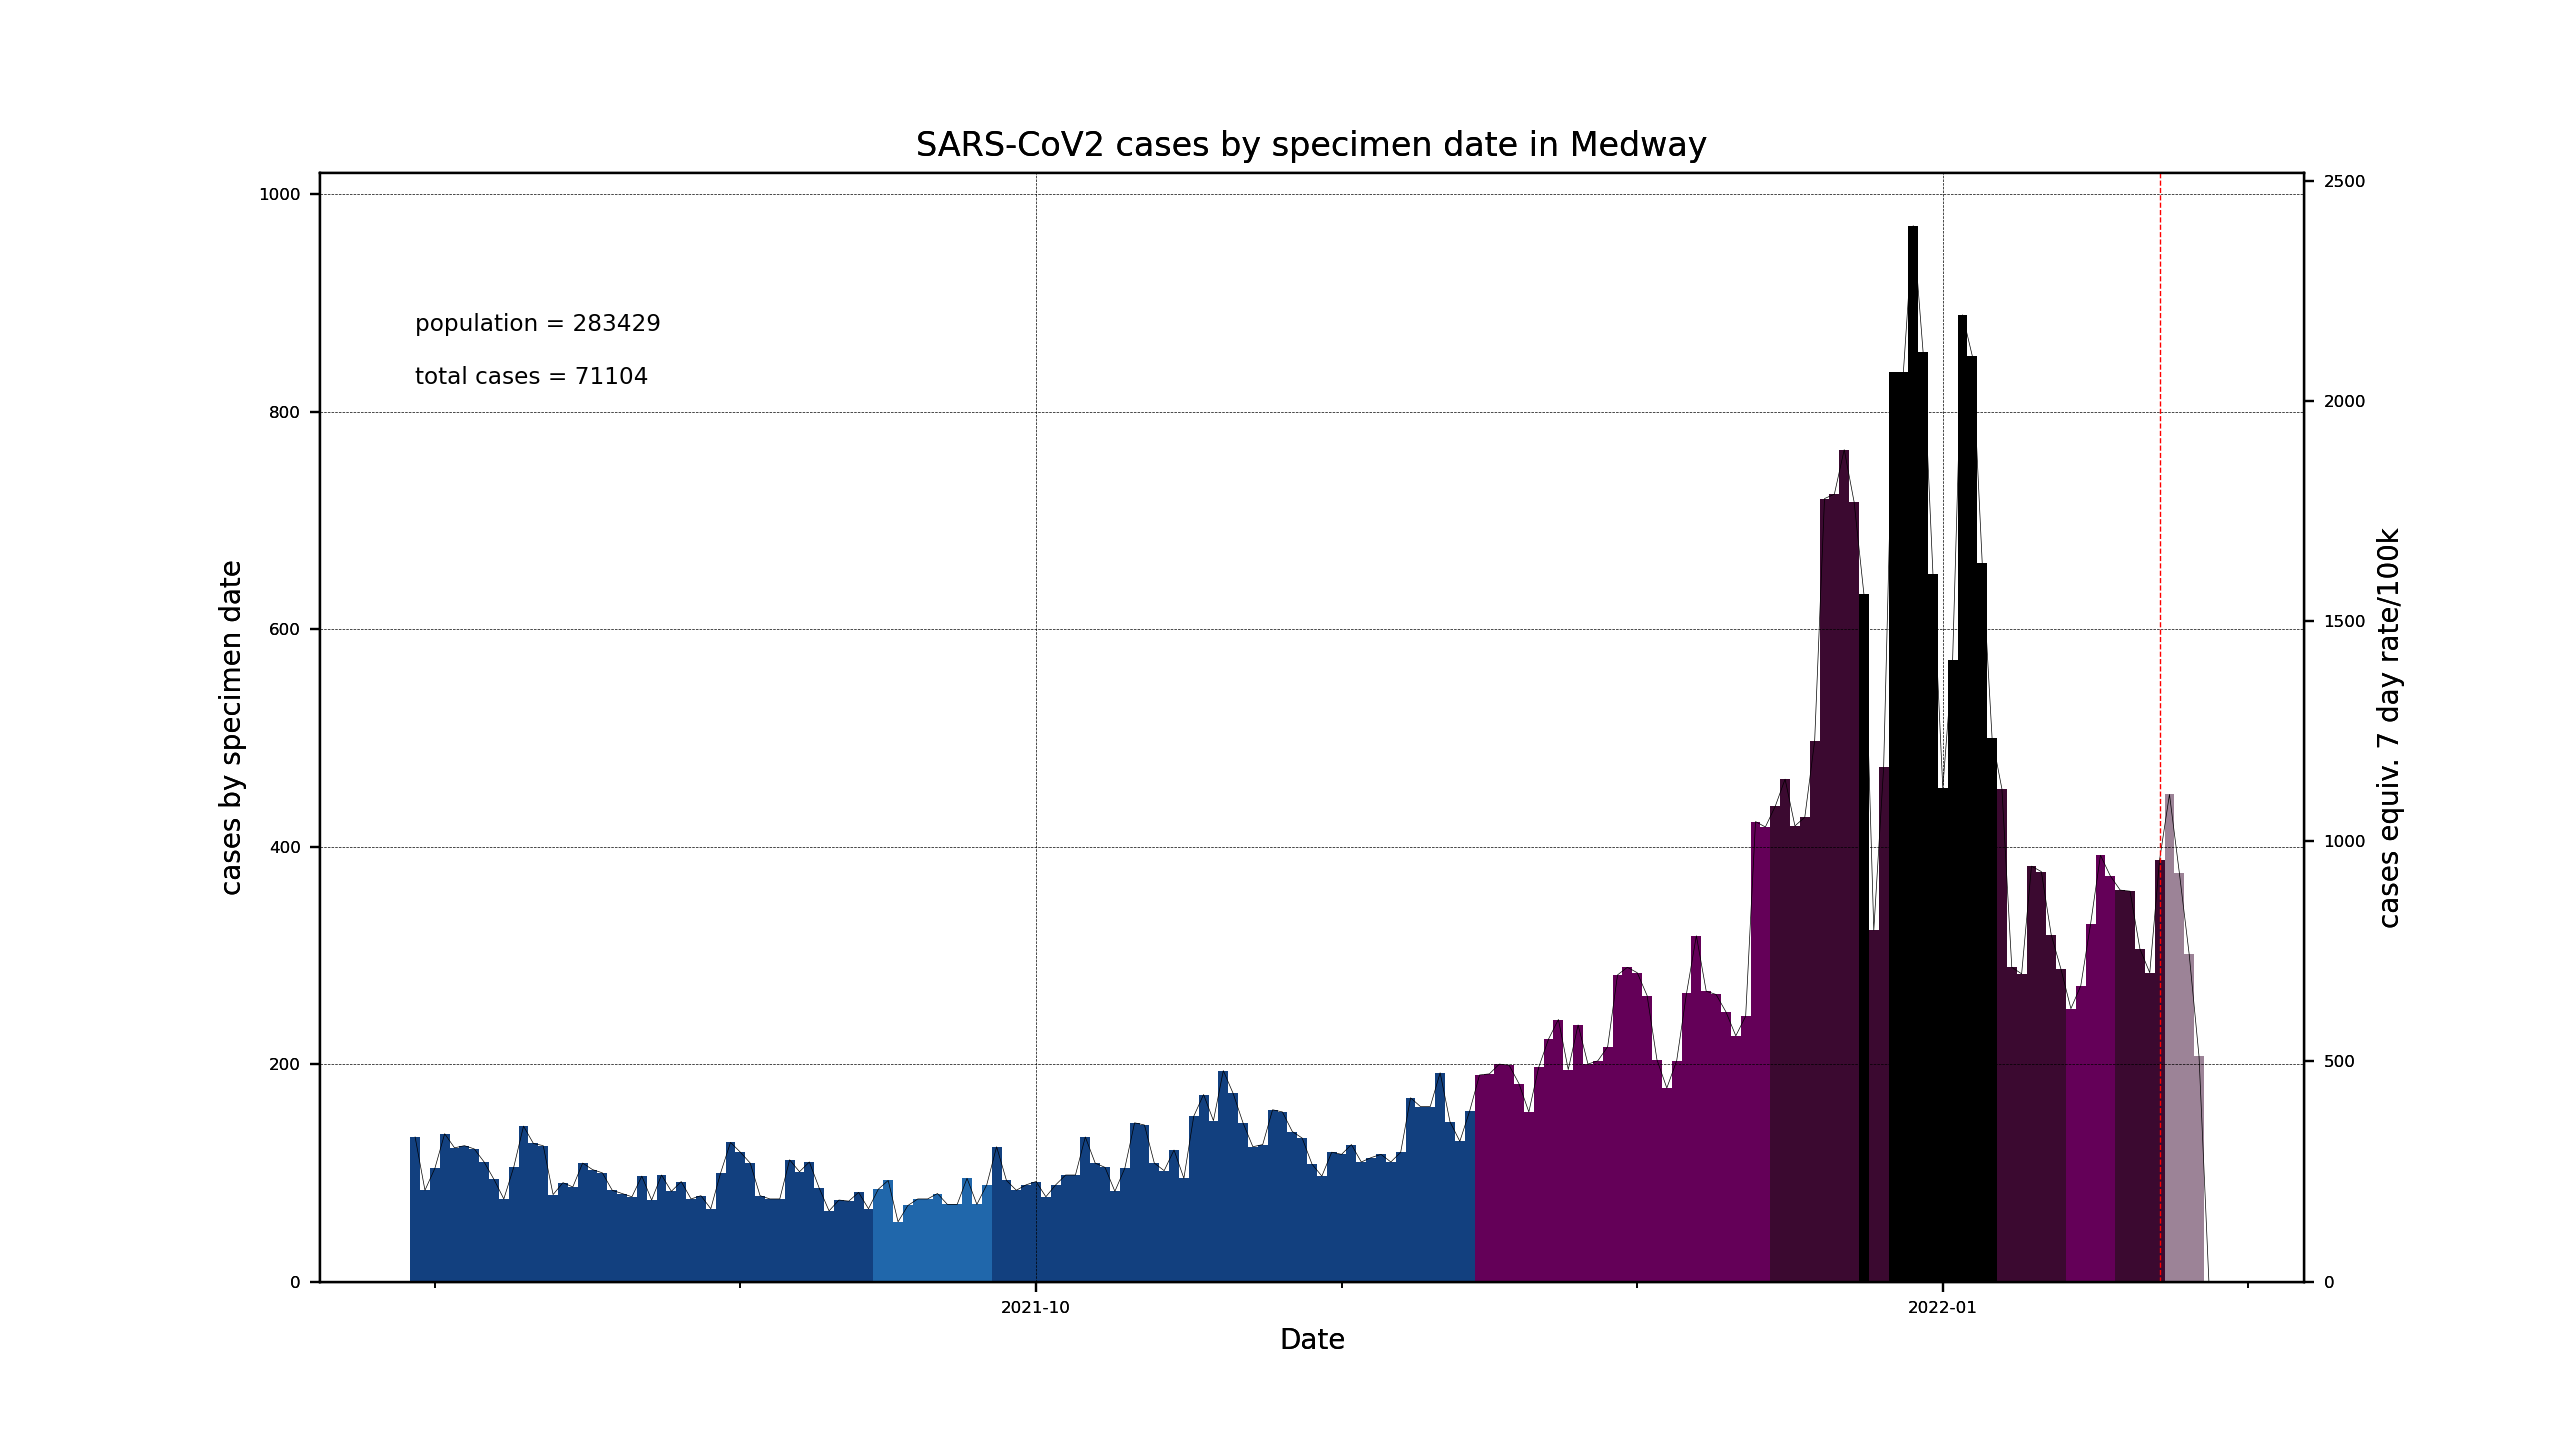 SARS-CoV2 cases by specimen date in Medway
1000
800
600
400
200
0
cases by specimen date
population = 283429
total cases = 71104
2500
2000
1500
1000
500
0
cases equiv. 7 day rate/100k
2021-10
2022-01
Date